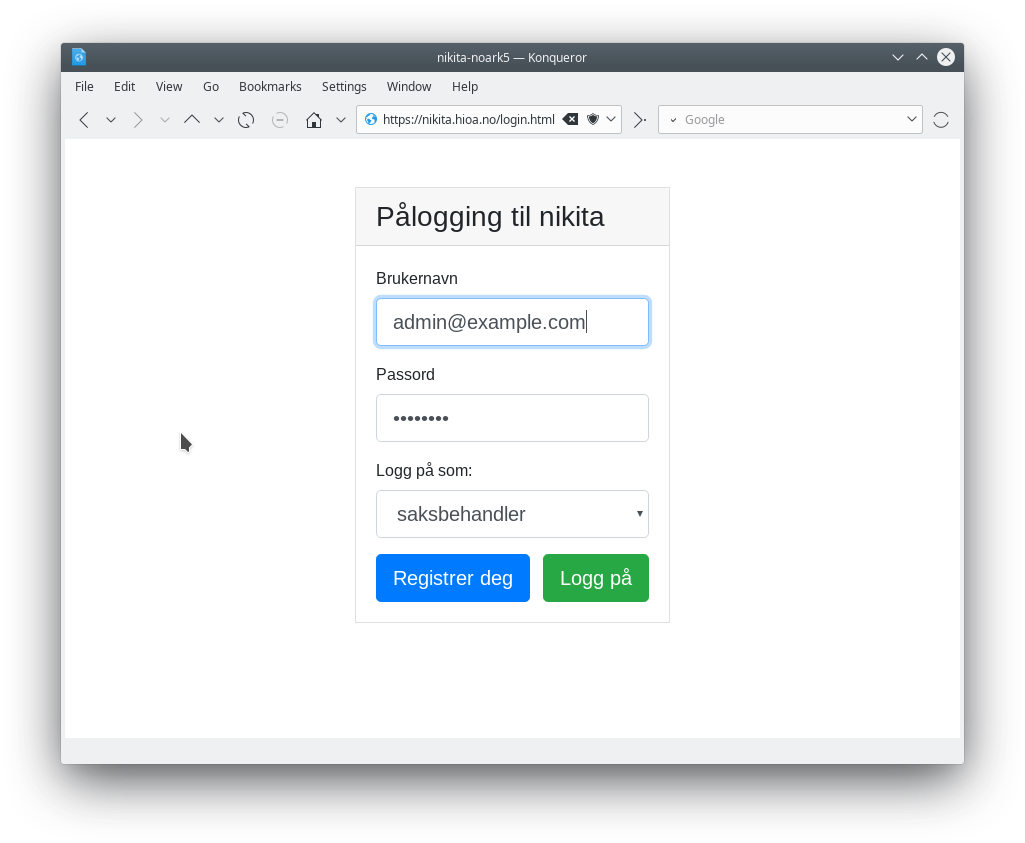 nikita-noark5 — Konqueror
File Edit View Go Bookmarks Settings Window Help
https://nikita.hioa.no/login.html Google
Pålogging til nikita
Brukernavn
admin@example.com
Passord
••••••••
Logg på som:
saksbehandler
Registrer deg Logg på